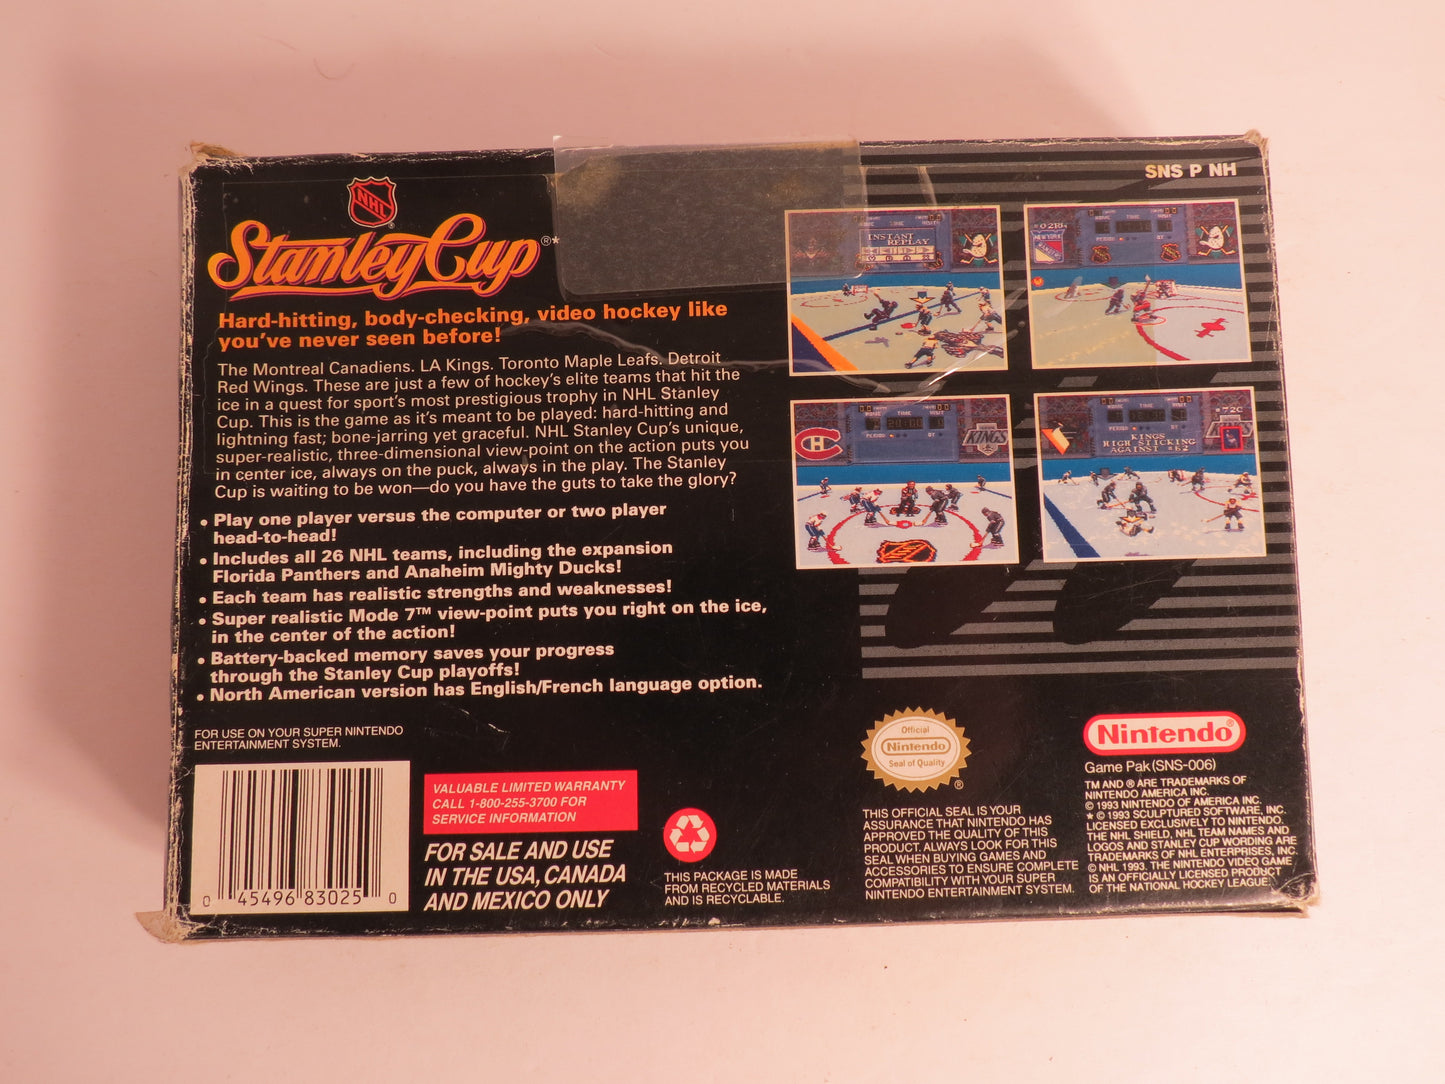 SNS P NH
NHL
Stanley Cup®*
Hard-hitting, body-checking, video hockey like
you've never seen before!
The Montreal Canadiens. LA Kings. Toronto Maple Leafs. Detroit
Red Wings. These are just a few of hockey's elite teams that hit the
ice in a quest for sport's most prestigious trophy in NHL Stanley
Cup. This is the game as it's meant to be played: hard-hitting and
lightning fast; bone-jarring yet graceful. NHL Stanley Cup's unique,
super-realistic, three-dimensional view-point on the action puts you
in center ice, always on the puck, always in the play. The Stanley
Cup is waiting to be won—do you have the guts to take the glory?
• Play one player versus the computer or two player
head-to-head!
• Includes all 26 NHL teams, including the expansion
Florida Panthers and Anaheim Mighty Ducks!
• Each team has realistic strengths and weaknesses!
• Super realistic Mode 7™ view-point puts you right on the ice,
in the center of the action!
• Battery-backed memory saves your progress
through the Stanley Cup playoffs!
• North American version has English/French language option.
INSTANT
REPLAY
TIME
PERIOD
TIME
PERIOD
KINGS
KINGS
HIGH STICKING
AGAINST #62
FOR USE ON YOUR SUPER NINTENDO
ENTERTAINMENT SYSTEM.
0 45496 83025 0
VALUABLE LIMITED WARRANTY
CALL 1-800-255-3700 FOR
SERVICE INFORMATION
FOR SALE AND USE
IN THE USA, CANADA
AND MEXICO ONLY
THIS PACKAGE IS MADE
FROM RECYCLED MATERIALS
AND IS RECYCLABLE.
Official
Nintendo
Seal of Quality
®
THIS OFFICIAL SEAL IS YOUR
ASSURANCE THAT NINTENDO HAS
APPROVED THE QUALITY OF THIS
PRODUCT. ALWAYS LOOK FOR THIS
SEAL WHEN BUYING GAMES AND
ACCESSORIES TO ENSURE COMPLETE
COMPATIBILITY WITH YOUR SUPER
NINTENDO ENTERTAINMENT SYSTEM.
Nintendo®
Game Pak (SNS-006)
TM AND ® ARE TRADEMARKS OF
NINTENDO AMERICA INC.
© 1993 NINTENDO OF AMERICA INC.
* © 1993 SCULPTURED SOFTWARE, INC.
LICENSED EXCLUSIVELY TO NINTENDO.
THE NHL SHIELD, NHL TEAM NAMES AND
LOGOS AND STANLEY CUP WORDING ARE
TRADEMARKS OF NHL ENTERPRISES, INC.
© NHL 1993. THE NINTENDO VIDEO GAME
IS AN OFFICIALLY LICENSED PRODUCT
OF THE NATIONAL HOCKEY LEAGUE.